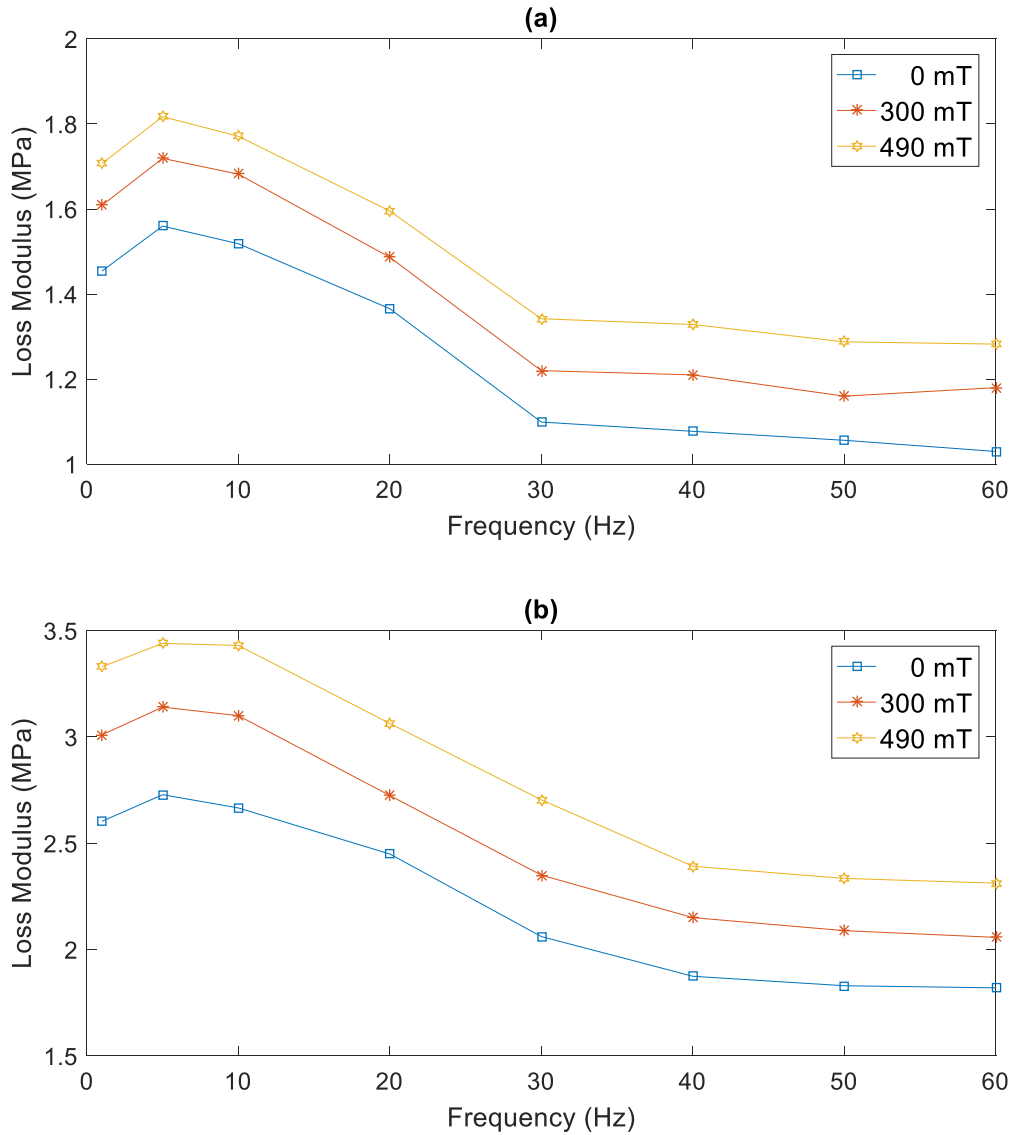 (a)
2
1.8
1.6
1.4
1.2
1
Loss Modulus (MPa)
0 mT
300 mT
490 mT
0 10 20 30 40 50 60
Frequency (Hz)
(b)
3.5
3
2.5
2
1.5
Loss Modulus (MPa)
0 mT
300 mT
490 mT
0 10 20 30 40 50 60
Frequency (Hz)